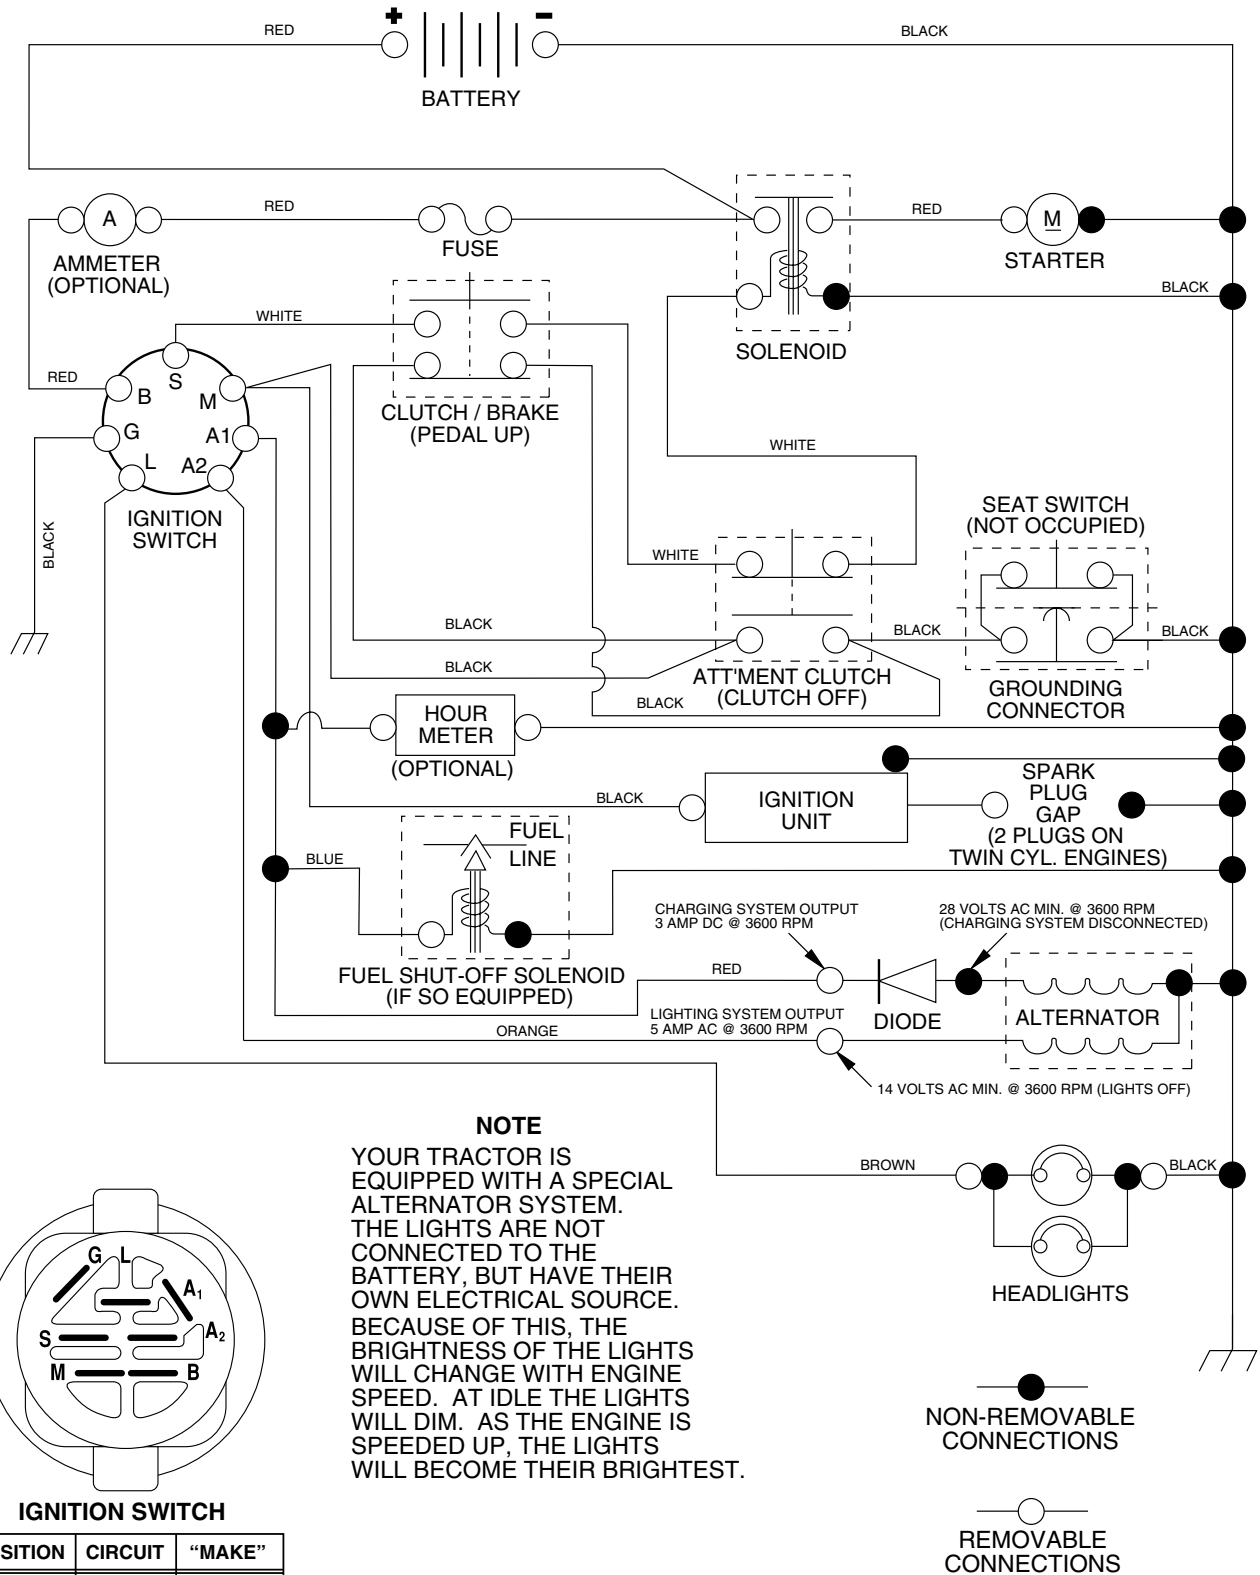 + −
RED
BLACK
BATTERY
A
RED
FUSE
RED
M
STARTER
AMMETER
(OPTIONAL)
BLACK
SOLENOID
WHITE
RED
S
B
M
G
A1
L
A2
CLUTCH / BRAKE
(PEDAL UP)
IGNITION
SWITCH
BLACK
WHITE
SEAT SWITCH
(NOT OCCUPIED)
WHITE
BLACK
BLACK
BLACK
BLACK
ATT'MENT CLUTCH
(CLUTCH OFF)
GROUNDING
CONNECTOR
BLACK
HOUR
METER
(OPTIONAL)
BLACK
IGNITION
UNIT
SPARK
PLUG
GAP
(2 PLUGS ON
TWIN CYL. ENGINES)
FUEL
LINE
BLUE
FUEL SHUT-OFF SOLENOID
(IF SO EQUIPPED)
CHARGING SYSTEM OUTPUT
3 AMP DC @ 3600 RPM
28 VOLTS AC MIN. @ 3600 RPM
(CHARGING SYSTEM DISCONNECTED)
RED
DIODE
ALTERNATOR
LIGHTING SYSTEM OUTPUT
5 AMP AC @ 3600 RPM
ORANGE
14 VOLTS AC MIN. @ 3600 RPM (LIGHTS OFF)
NOTE
YOUR TRACTOR IS
EQUIPPED WITH A SPECIAL
ALTERNATOR SYSTEM.
THE LIGHTS ARE NOT
CONNECTED TO THE
BATTERY, BUT HAVE THEIR
OWN ELECTRICAL SOURCE.
BECAUSE OF THIS, THE
BRIGHTNESS OF THE LIGHTS
WILL CHANGE WITH ENGINE
SPEED. AT IDLE THE LIGHTS
WILL DIM. AS THE ENGINE IS
SPEEDED UP, THE LIGHTS
WILL BECOME THEIR BRIGHTEST.
BROWN
BLACK
HEADLIGHTS
G L
A1
S
A2
M
B
IGNITION SWITCH
SITION CIRCUIT “MAKE”
NON-REMOVABLE
CONNECTIONS
REMOVABLE
CONNECTIONS